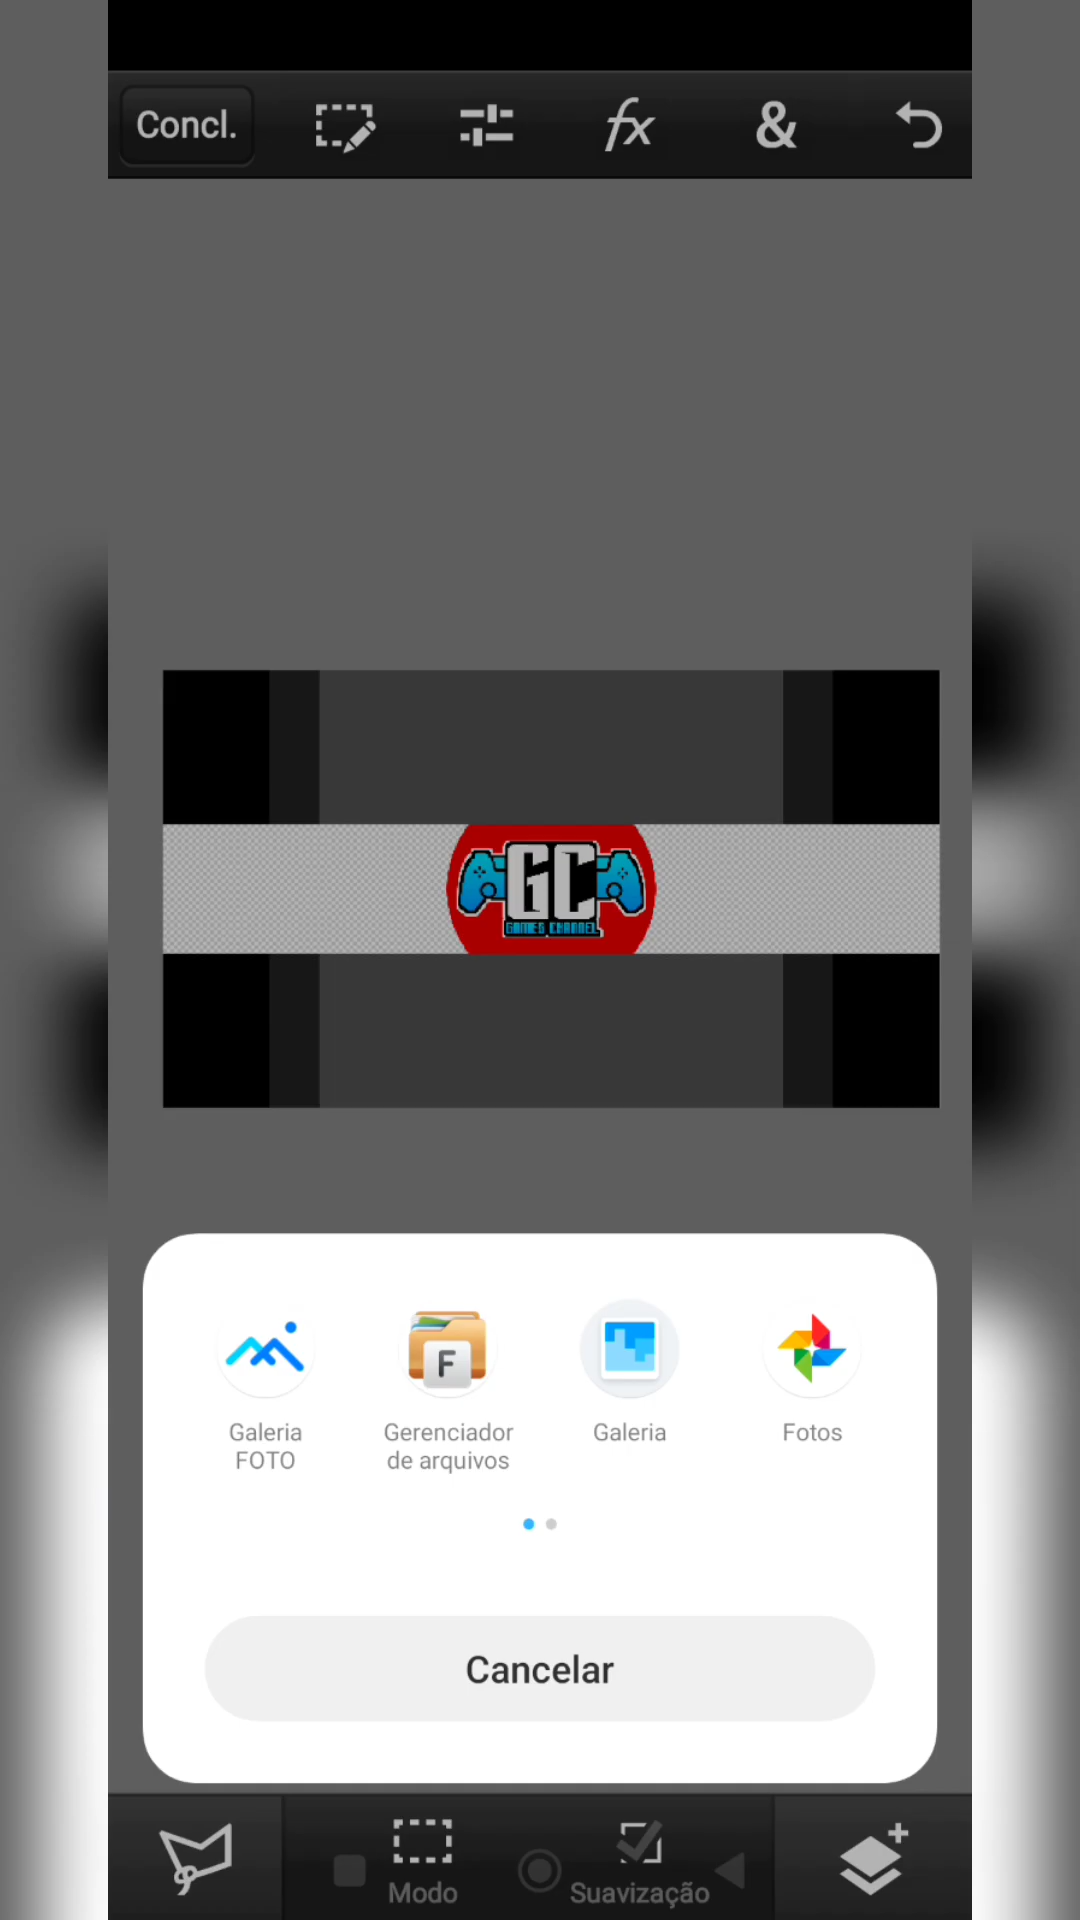 Concl.
fx
&
GC
GAMES CHANNEL
F
Galeria
FOTO
Gerenciador
de arquivos
Galeria
Fotos
Cancelar
Modo
Suavização